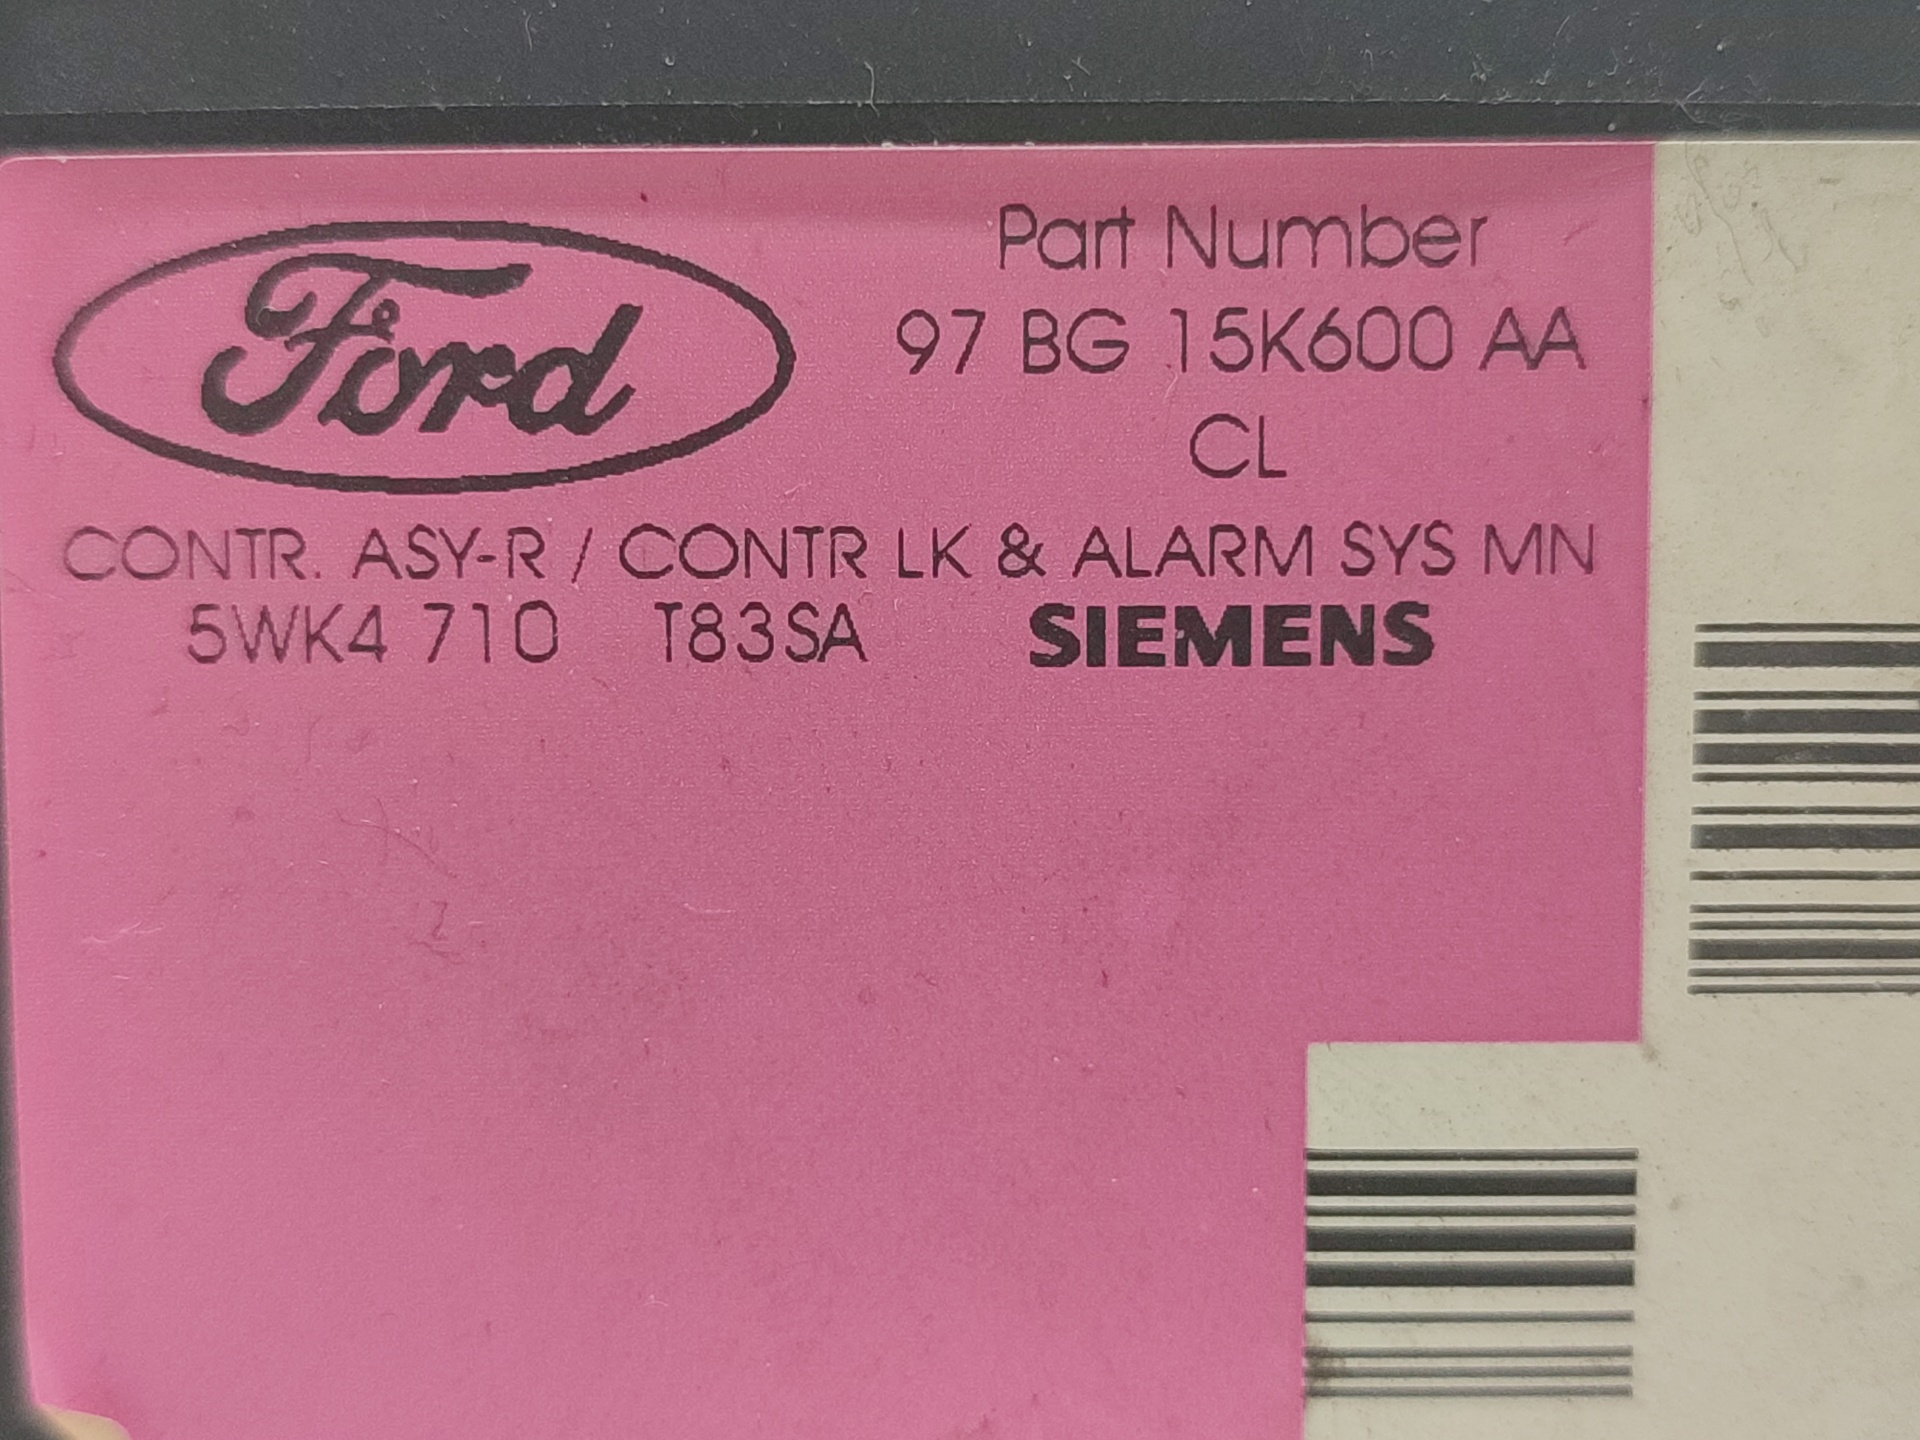 Ford
Part Number
97 BG 15K600 AA
CL
CONTR. ASY-R / CONTR LK & ALARM SYS MN
5WK4 710 T83SA SIEMENS